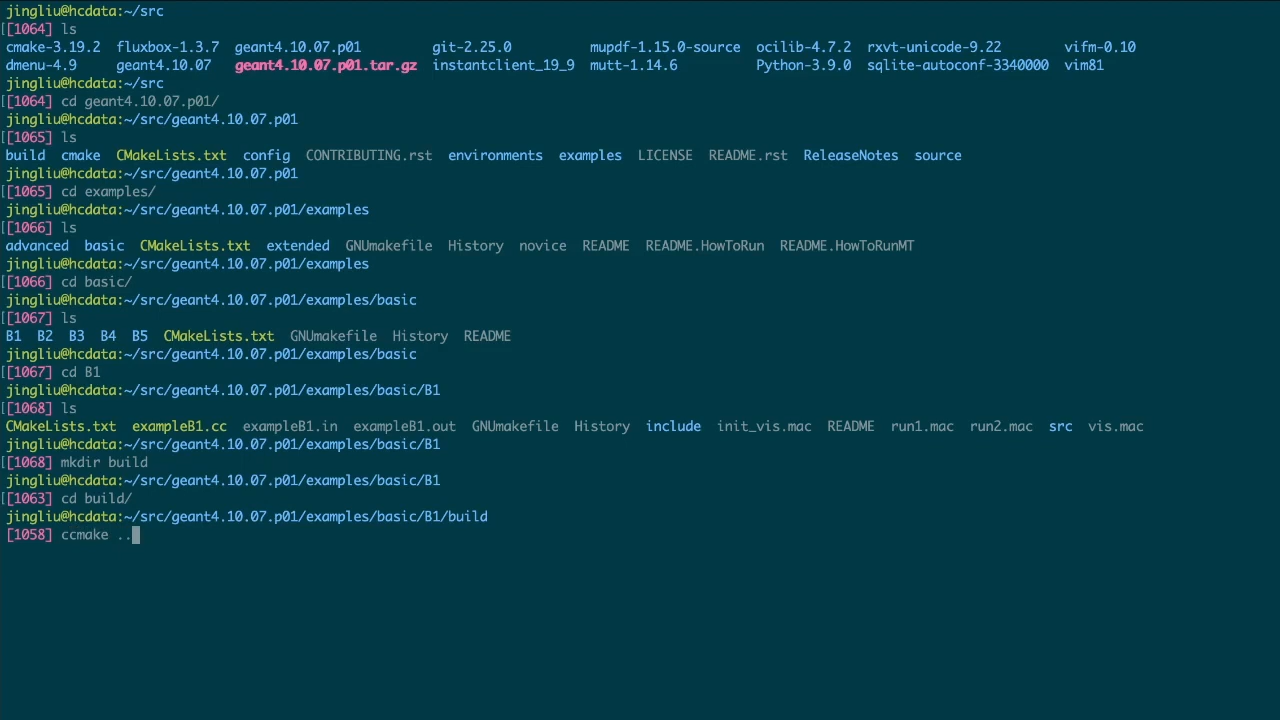 jingliu@hcdata:~/src
[[1064] ls
cmake-3.19.2 fluxbox-1.3.7 geant4.10.07.p01 git-2.25.0 mupdf-1.15.0-source ocilib-4.7.2 rxvt-unicode-9.22 vifm-0.10
dmenu-4.9 geant4.10.07 geant4.10.07.p01.tar.gz instantclient_19_9 mutt-1.14.6 Python-3.9.0 sqlite-autoconf-3340000 vim81
jingliu@hcdata:~/src
[[1064] cd geant4.10.07.p01/
jingliu@hcdata:~/src/geant4.10.07.p01
[[1065] ls
build cmake CMakeLists.txt config CONTRIBUTING.rst environments examples LICENSE README.rst ReleaseNotes source
jingliu@hcdata:~/src/geant4.10.07.p01
[[1065] cd examples/
jingliu@hcdata:~/src/geant4.10.07.p01/examples
[[1066] ls
advanced basic CMakeLists.txt extended GNUmakefile History novice README README.HowToRun README.HowToRunMT
jingliu@hcdata:~/src/geant4.10.07.p01/examples
[[1066] cd basic/
jingliu@hcdata:~/src/geant4.10.07.p01/examples/basic
[[1067] ls
B1 B2 B3 B4 B5 CMakeLists.txt GNUmakefile History README
jingliu@hcdata:~/src/geant4.10.07.p01/examples/basic
[[1067] cd B1
jingliu@hcdata:~/src/geant4.10.07.p01/examples/basic/B1
[[1068] ls
CMakeLists.txt exampleB1.cc exampleB1.in exampleB1.out GNUmakefile History include init_vis.mac README run1.mac run2.mac src vis.mac
jingliu@hcdata:~/src/geant4.10.07.p01/examples/basic/B1
[[1068] mkdir build
jingliu@hcdata:~/src/geant4.10.07.p01/examples/basic/B1
[[1063] cd build/
jingliu@hcdata:~/src/geant4.10.07.p01/examples/basic/B1/build
[1058] ccmake ..